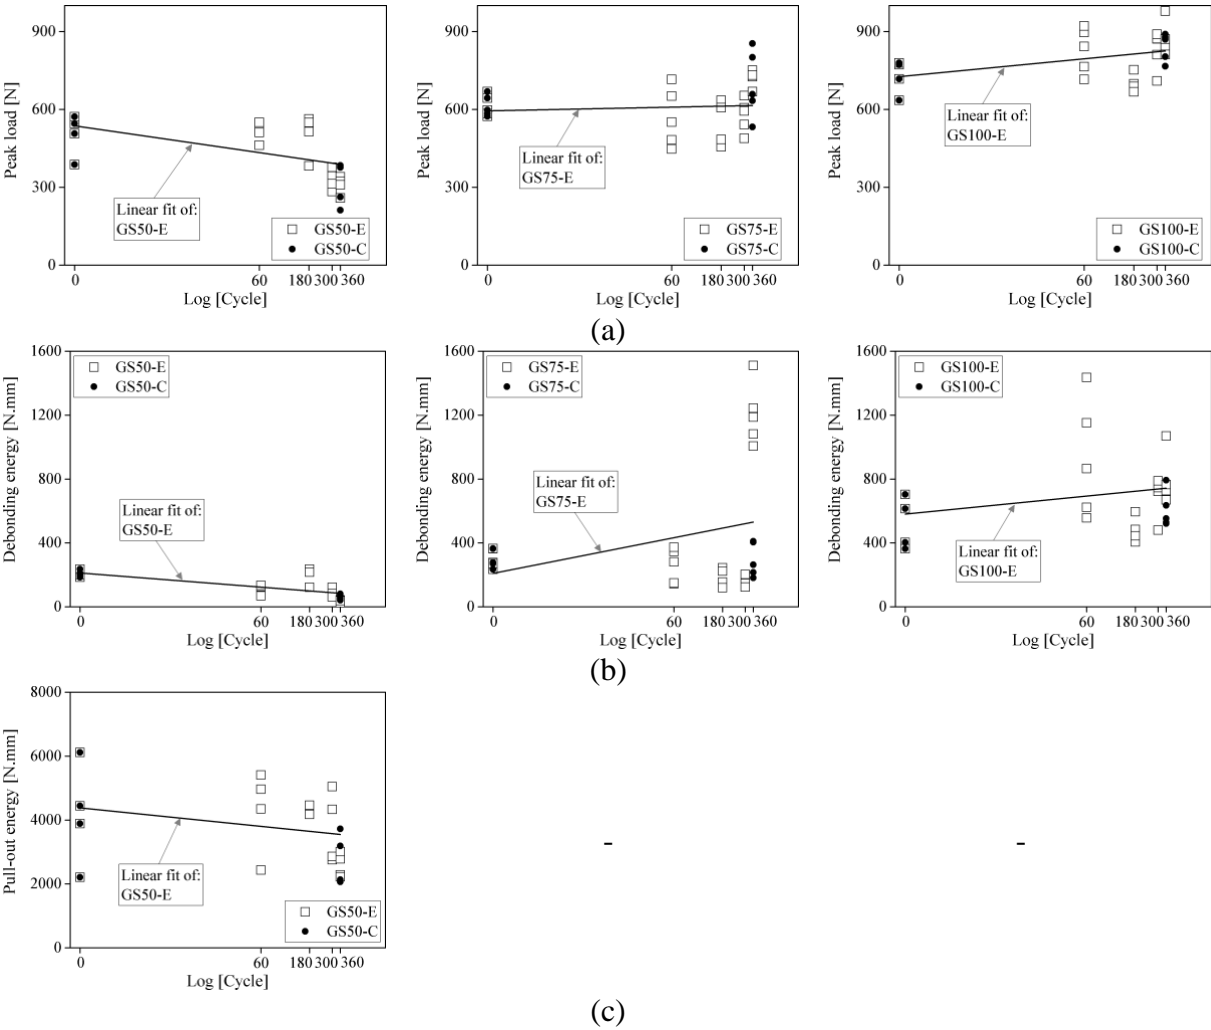 Peak load [N]
900
600
300
0
Linear fit of:
GS50-E
GS50-E
GS50-C
0
60
180
300
360
Log [Cycle]
Peak load [N]
900
600
300
0
Linear fit of:
GS75-E
GS75-E
GS75-C
0
60
180
300
360
Log [Cycle]
Peak load [N]
900
600
300
0
Linear fit of:
GS100-E
GS100-E
GS100-C
0
60
180
300
360
Log [Cycle]
(a)
Debonding energy [N.mm]
1600
1200
800
400
0
GS50-E
GS50-C
Linear fit of:
GS50-E
0
60
180
300
360
Log [Cycle]
Debonding energy [N.mm]
1600
1200
800
400
0
GS75-E
GS75-C
Linear fit of:
GS75-E
0
60
180
300
360
Log [Cycle]
Debonding energy [N.mm]
1600
1200
800
400
0
GS100-E
GS100-C
Linear fit of:
GS100-E
0
60
180
300
360
Log [Cycle]
(b)
Pull-out energy [N.mm]
8000
6000
4000
2000
0
Linear fit of:
GS50-E
GS50-E
GS50-C
0
60
180
300
360
Log [Cycle]
-
-
(c)